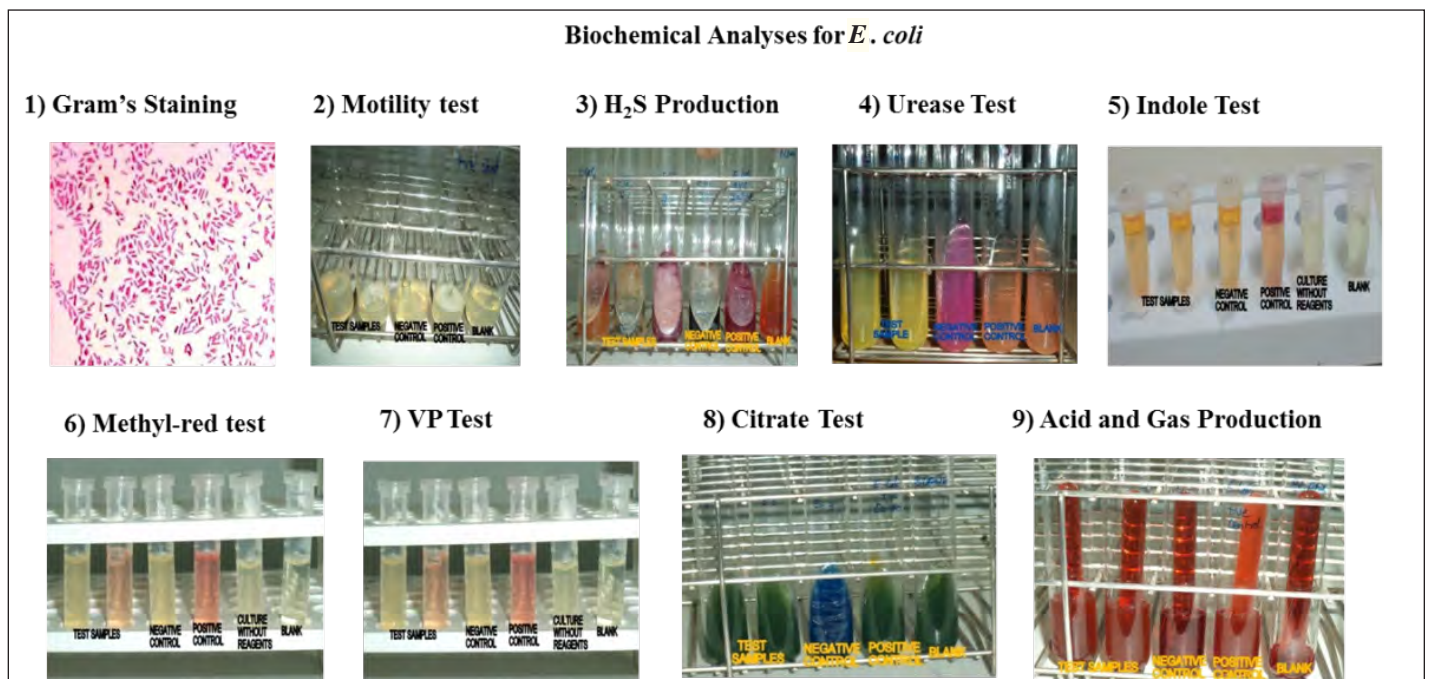 Biochemical Analyses for E. coli
1) Gram's Staining
2) Motility test
3) H₂S Production
4) Urease Test
5) Indole Test
TEST SAMPLES
NEGATIVE
CONTROL
POSITIVE
CONTROL
BLANK
TEST SAMPLES
NEGATIVE
CONTROL
POSITIVE
CONTROL
BLANK
TEST
SAMPLE
NEGATIVE
CONTROL
POSITIVE
CONTROL
BLANK
TEST SAMPLES
NEGATIVE
CONTROL
POSITIVE
CONTROL
CULTURE
WITHOUT
REAGENTS
BLANK
6) Methyl-red test
7) VP Test
8) Citrate Test
9) Acid and Gas Production
TEST SAMPLES
NEGATIVE
CONTROL
POSITIVE
CONTROL
CULTURE
WITHOUT
REAGENTS
BLANK
TEST SAMPLES
NEGATIVE
CONTROL
POSITIVE
CONTROL
CULTURE
WITHOUT
REAGENTS
BLANK
TEST
SAMPLES
NEGATIVE
CONTROL
POSITIVE
CONTROL
BLANK
TEST SAMPLES
NEGATIVE
CONTROL
POSITIVE
CONTROL
BLANK